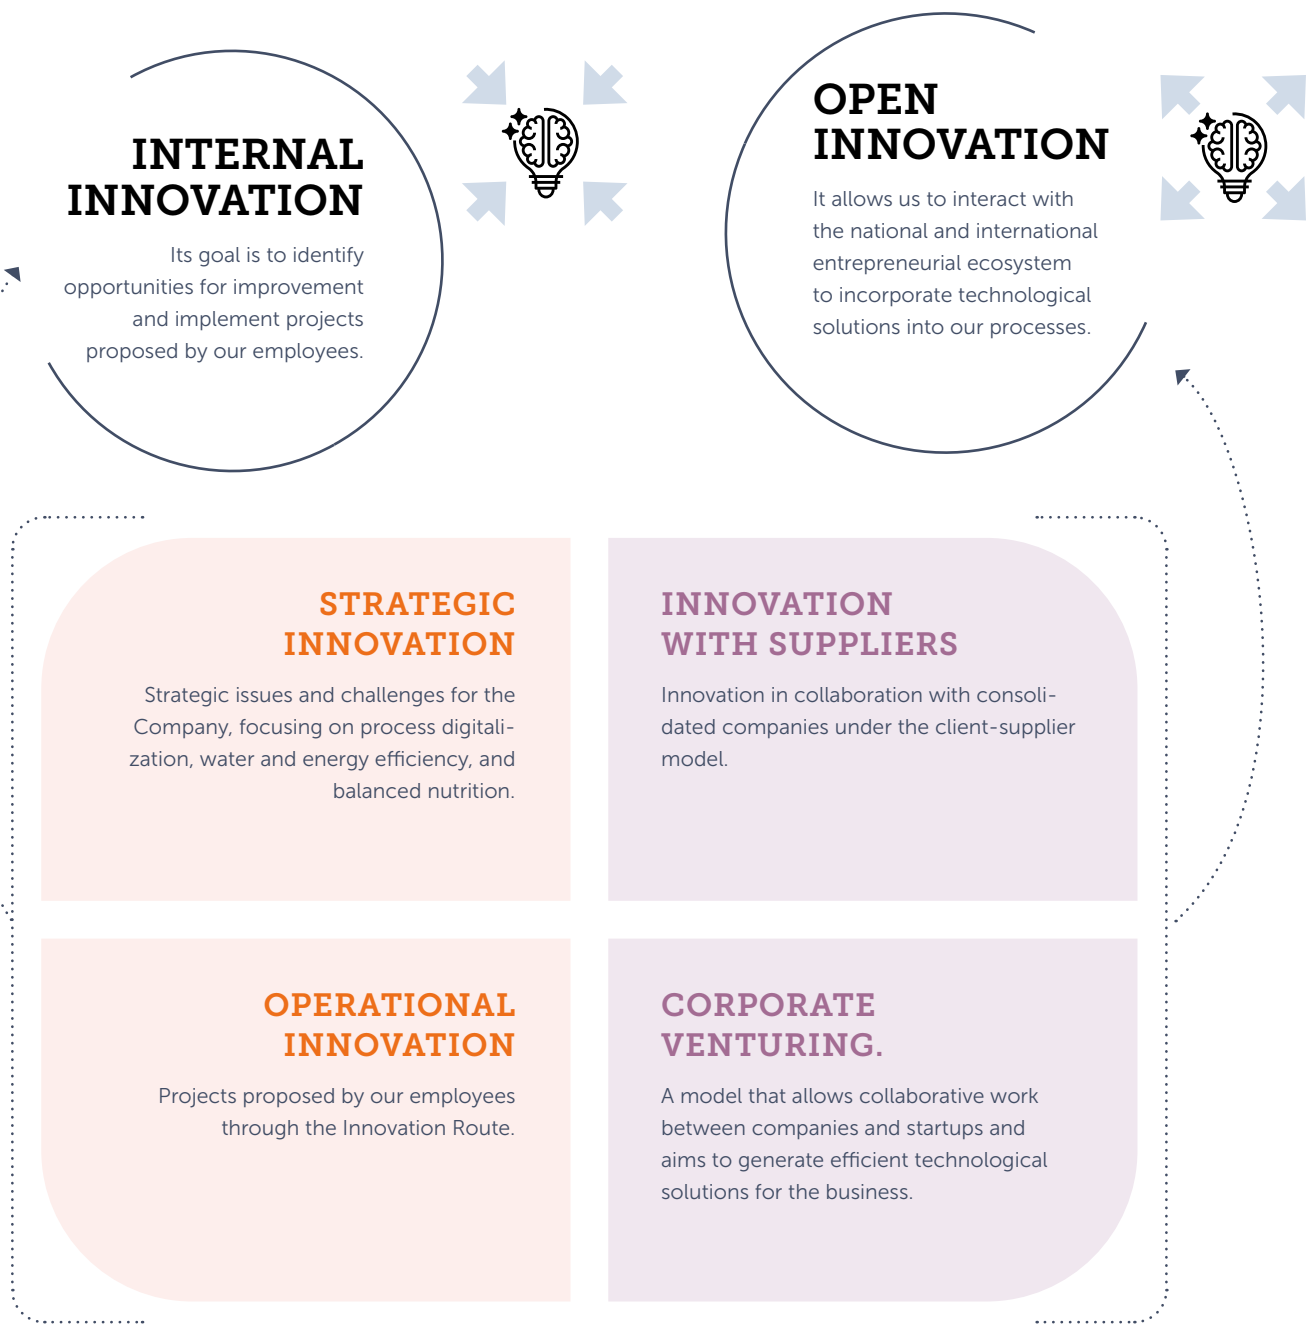 INTERNAL
INNOVATION
Its goal is to identify
opportunities for improvement
and implement projects
proposed by our employees.
OPEN
INNOVATION
It allows us to interact with
the national and international
entrepreneurial ecosystem
to incorporate technological
solutions into our processes.
STRATEGIC
INNOVATION
Strategic issues and challenges for the
Company, focusing on process digitali-
zation, water and energy efficiency, and
balanced nutrition.
INNOVATION
WITH SUPPLIERS
Innovation in collaboration with consoli-
dated companies under the client-supplier
model.
OPERATIONAL
INNOVATION
Projects proposed by our employees
through the Innovation Route.
CORPORATE
VENTURING.
A model that allows collaborative work
between companies and startups and
aims to generate efficient technological
solutions for the business.